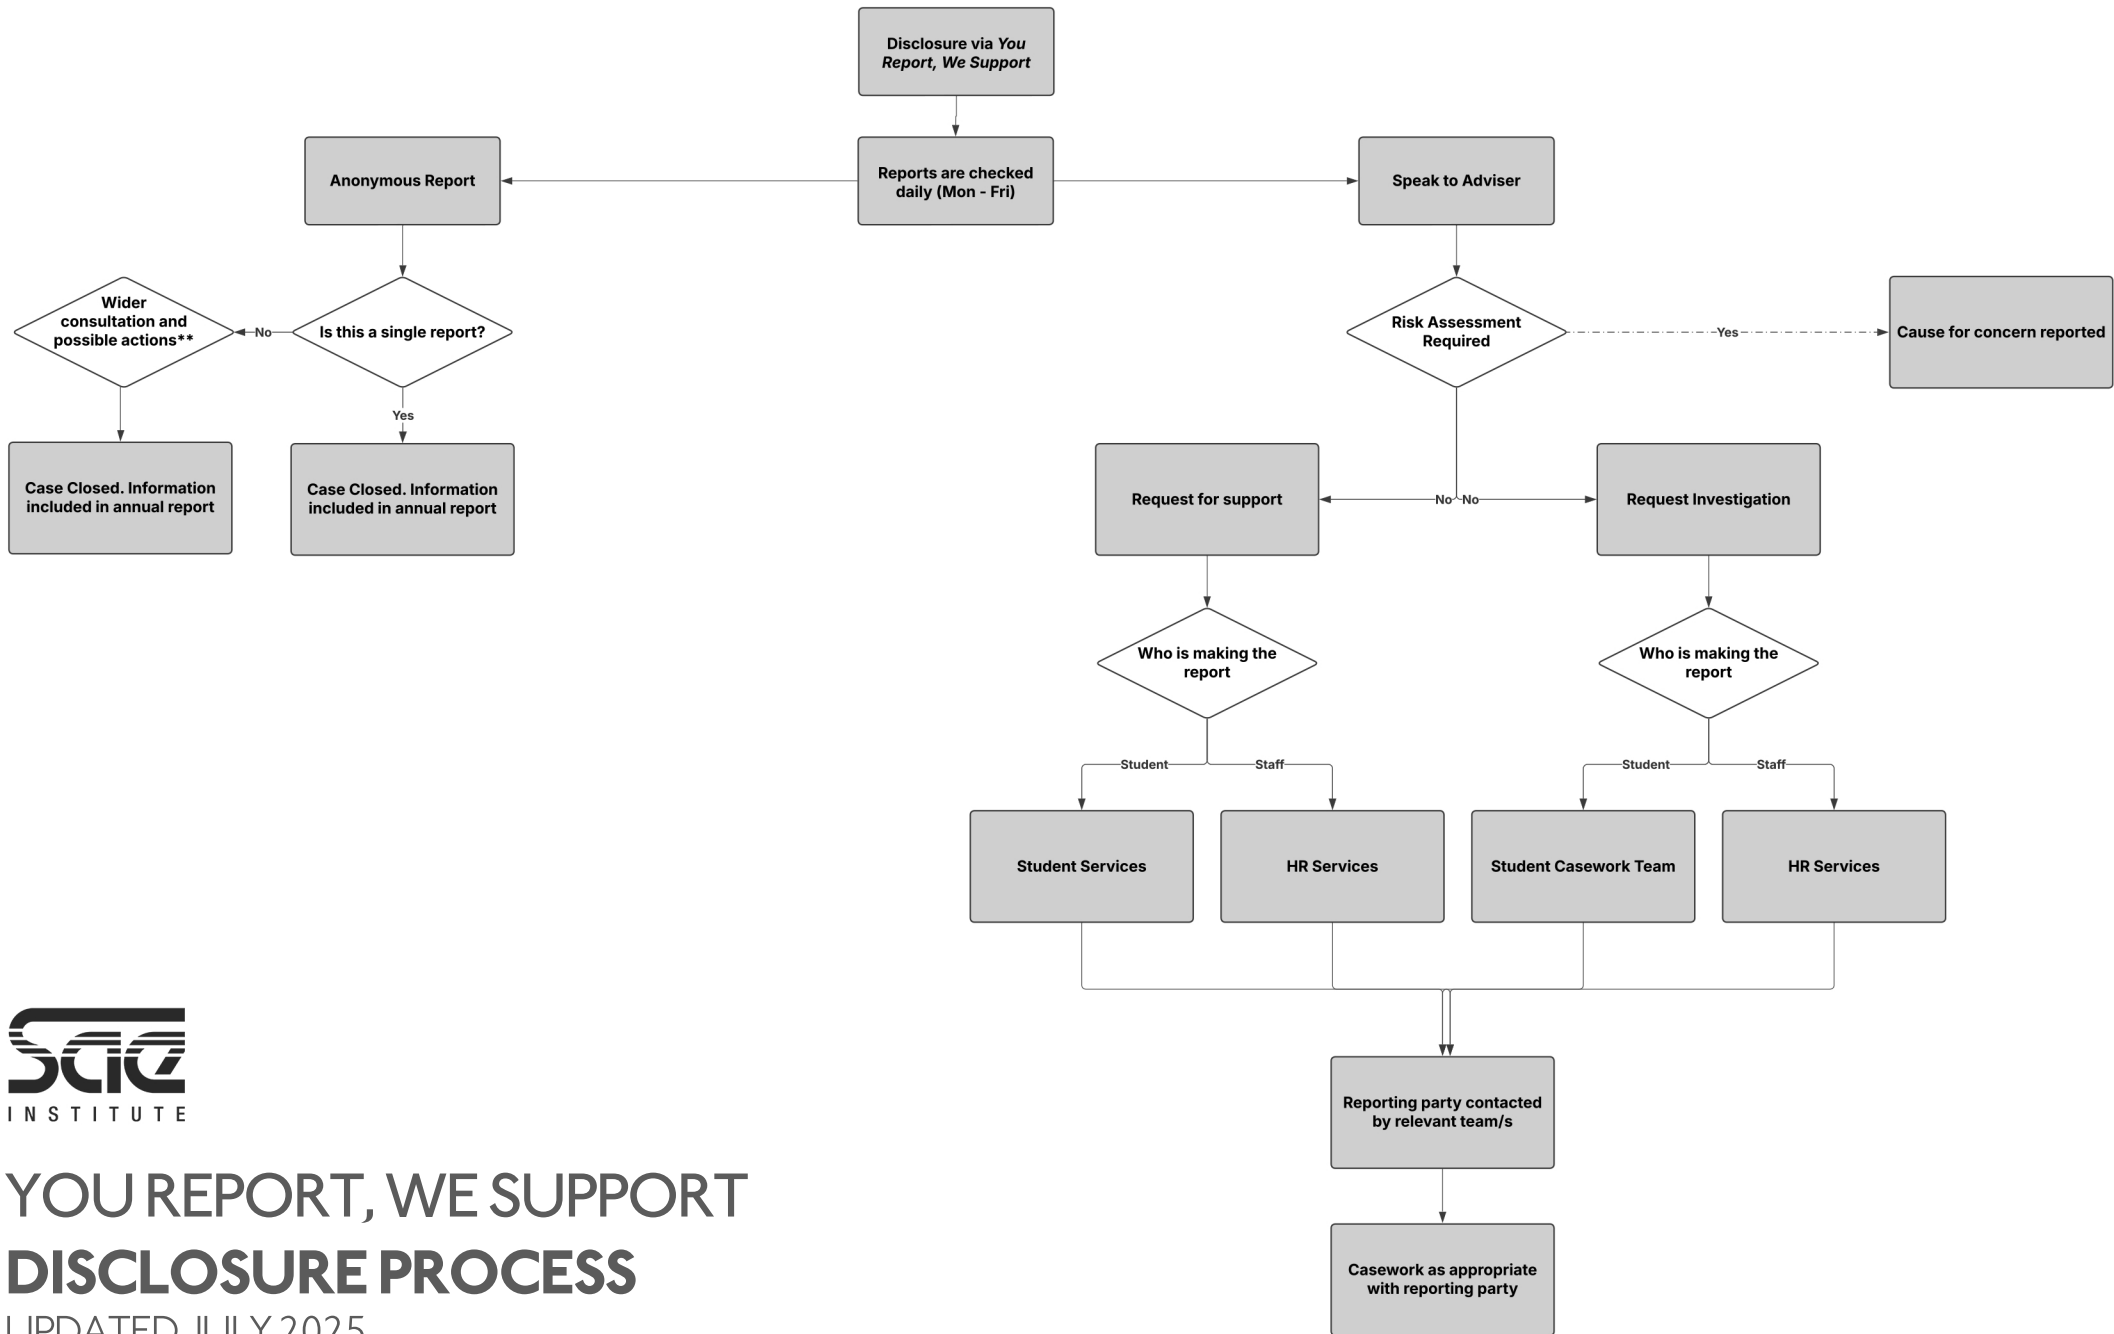 Disclosure via You
Report, We Support
Anonymous Report
Reports are checked
daily (Mon - Fri)
Speak to Adviser
Wider
consultation and
possible actions**
No
Is this a single report?
Risk Assessment
Required
Yes
Cause for concern reported
Yes
Case Closed. Information
included in annual report
Case Closed. Information
included in annual report
Request for support
No
No
Request Investigation
Who is making the
report
Who is making the
report
Student
Staff
Student
Staff
Student Services
HR Services
Student Casework Team
HR Services
Reporting party contacted
by relevant team/s
Casework as appropriate
with reporting party
sae
INSTITUTE
YOU REPORT, WE SUPPORT
DISCLOSURE PROCESS
UPDATED JULY 2025